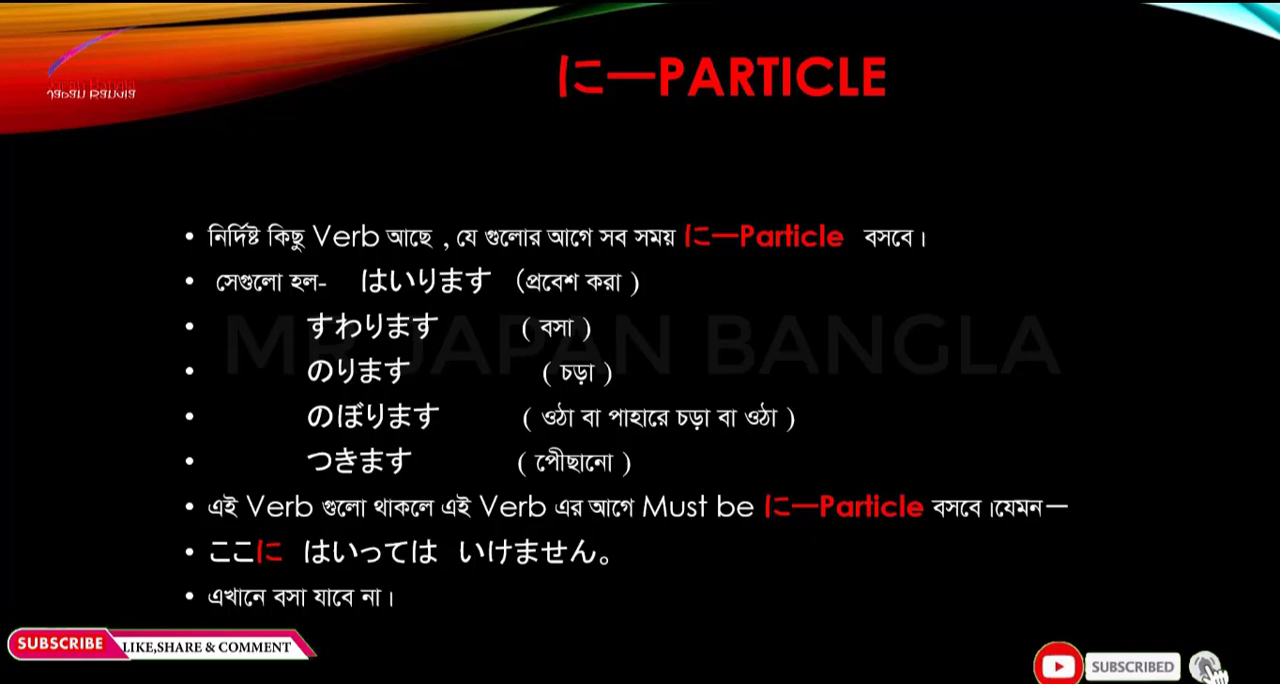 Japan Bangla
に一PARTICLE
• নির্দিষ্ট কিছু Verb আছে , যে গুলোর আগে সব সময় に一Particle বসবে।
• সেগুলো হল- はいります (প্রবেশ করা )
• すわります ( বসা )
• のります ( চড়া )
• のぼります ( ওঠা বা পাহারে চড়া বা ওঠা )
• つきます ( পৌছানো )
• এই Verb গুলো থাকলে এই Verb এর আগে Must be に一Particle বসবে।যেমন一
• ここに はいっては いけません。
• এখানে বসা যাবে না।
MR JAPAN BANGLA
SUBSCRIBE LIKE,SHARE & COMMENT
SUBSCRIBED